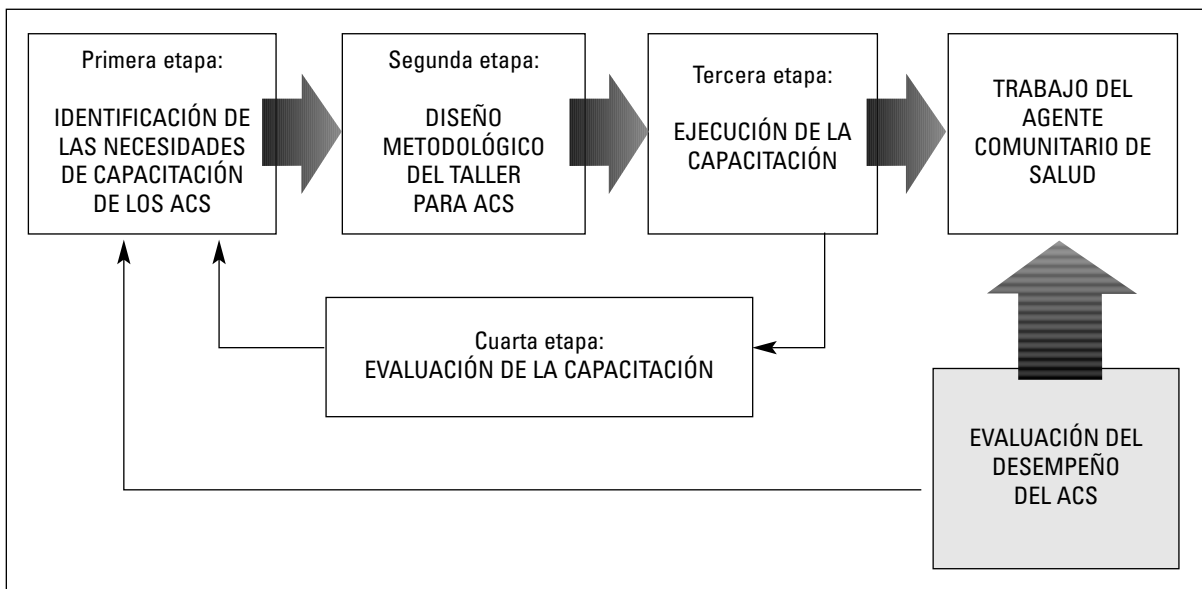 Primera etapa:
IDENTIFICACIÓN DE
LAS NECESIDADES
DE CAPACITACIÓN
DE LOS ACS
Segunda etapa:
DISEÑO
METODOLÓGICO
DEL TALLER
PARA ACS
Tercera etapa:
EJECUCIÓN DE LA
CAPACITACIÓN
TRABAJO DEL
AGENTE
COMUNITARIO DE
SALUD
Cuarta etapa:
EVALUACIÓN DE LA CAPACITACIÓN
EVALUACIÓN DEL
DESEMPEÑO
DEL ACS